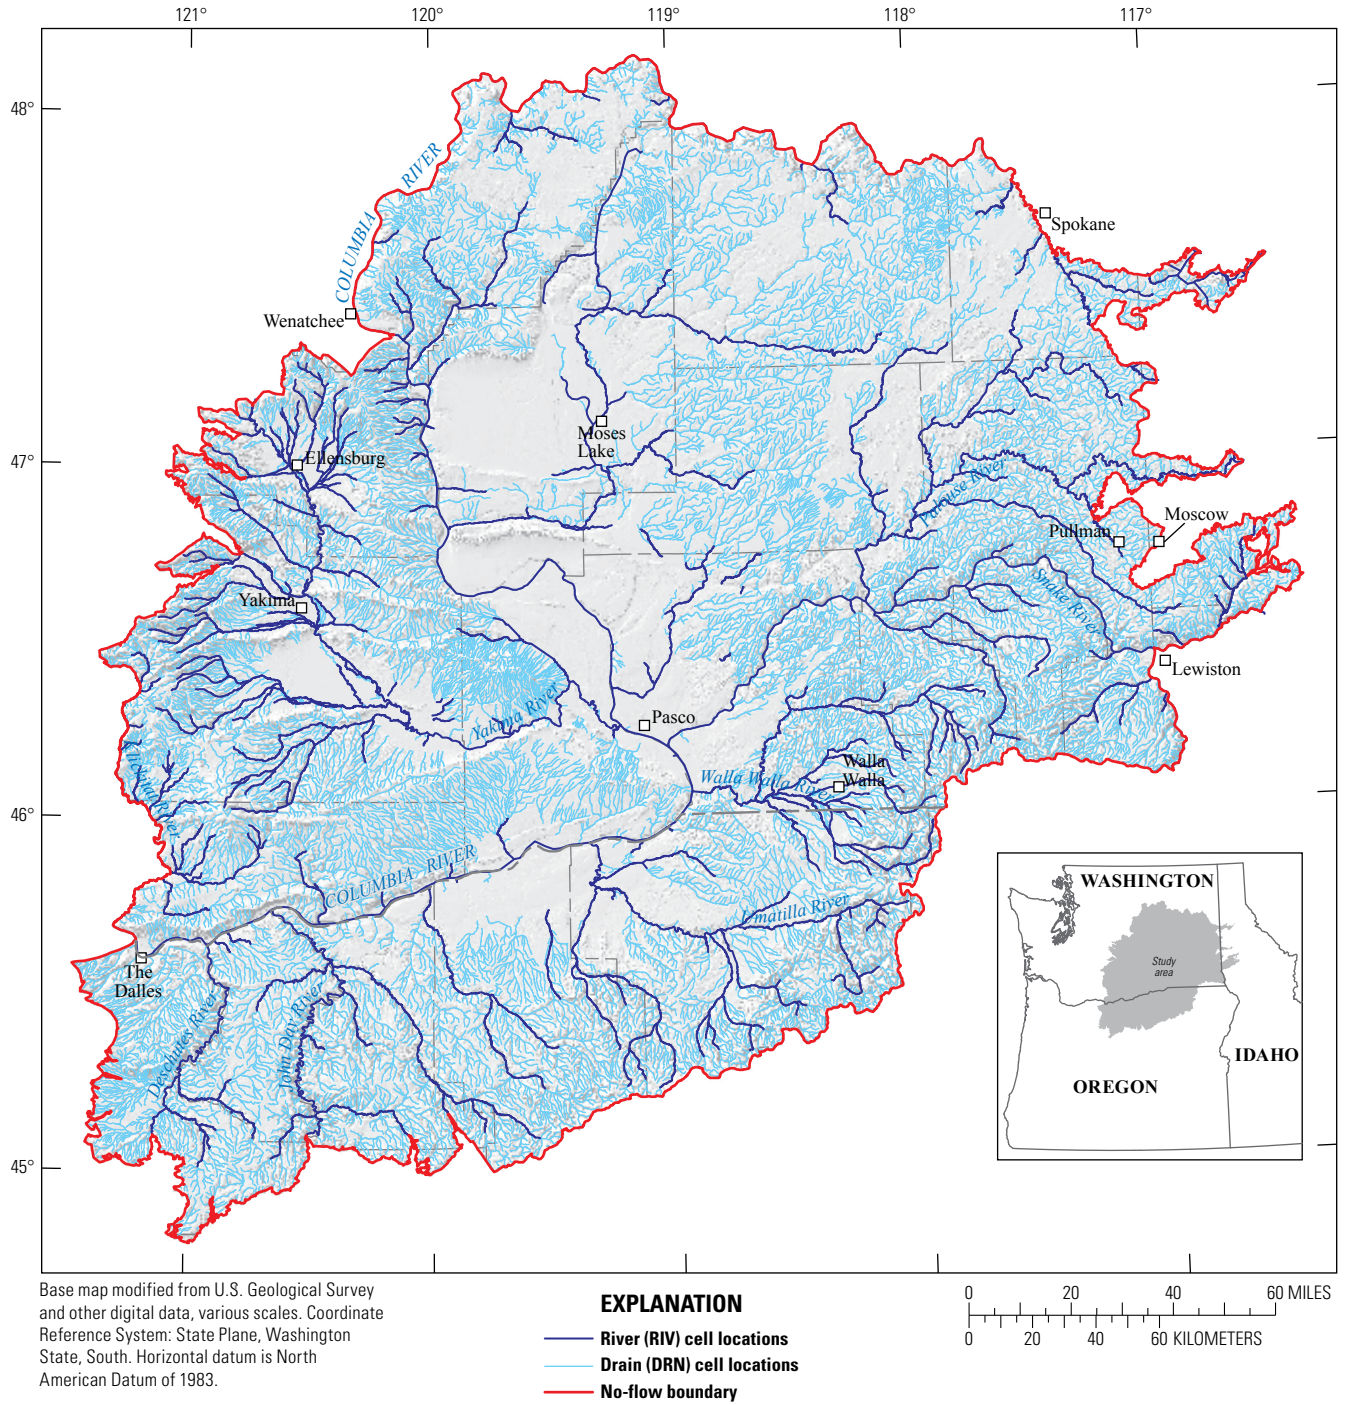 121°
120°
119°
118°
117°
48°
47°
46°
45°
COLUMBIA RIVER
Spokane
Wenatchee
Moses
Lake
Ellensburg
Palouse River
Pullman
Moscow
Snake River
Yakima
Lewiston
Yakima River
Pasco
Klickitat River
Walla Walla River
Walla
Walla
COLUMBIA RIVER
Umatilla River
The
Dalles
Deschutes River
John Day River
WASHINGTON
Study
area
IDAHO
OREGON
Base map modified from U.S. Geological Survey
and other digital data, various scales. Coordinate
Reference System: State Plane, Washington
State, South. Horizontal datum is North
American Datum of 1983.
EXPLANATION
River (RIV) cell locations
Drain (DRN) cell locations
No-flow boundary
0 20 40 60 MILES
0 20 40 60 KILOMETERS